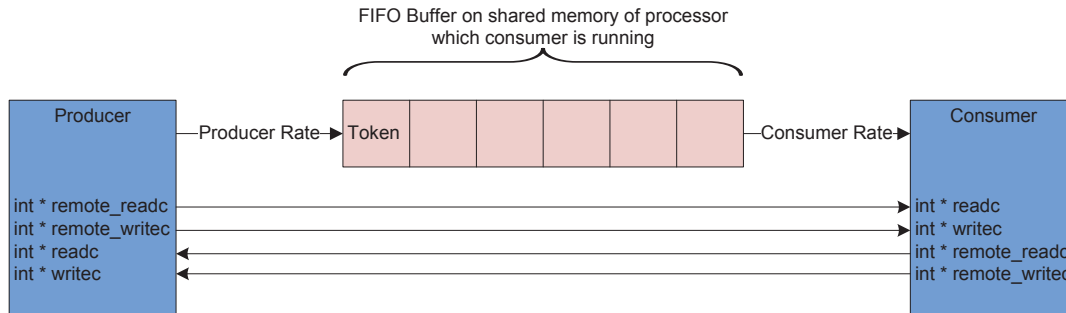 FIFO Buffer on shared memory of processor
which consumer is running
Producer
Producer Rate
Token
Consumer Rate
Consumer
int * remote_readc
int * remote_writec
int * readc
int * writec
int * readc
int * writec
int * remote_readc
int * remote_writec